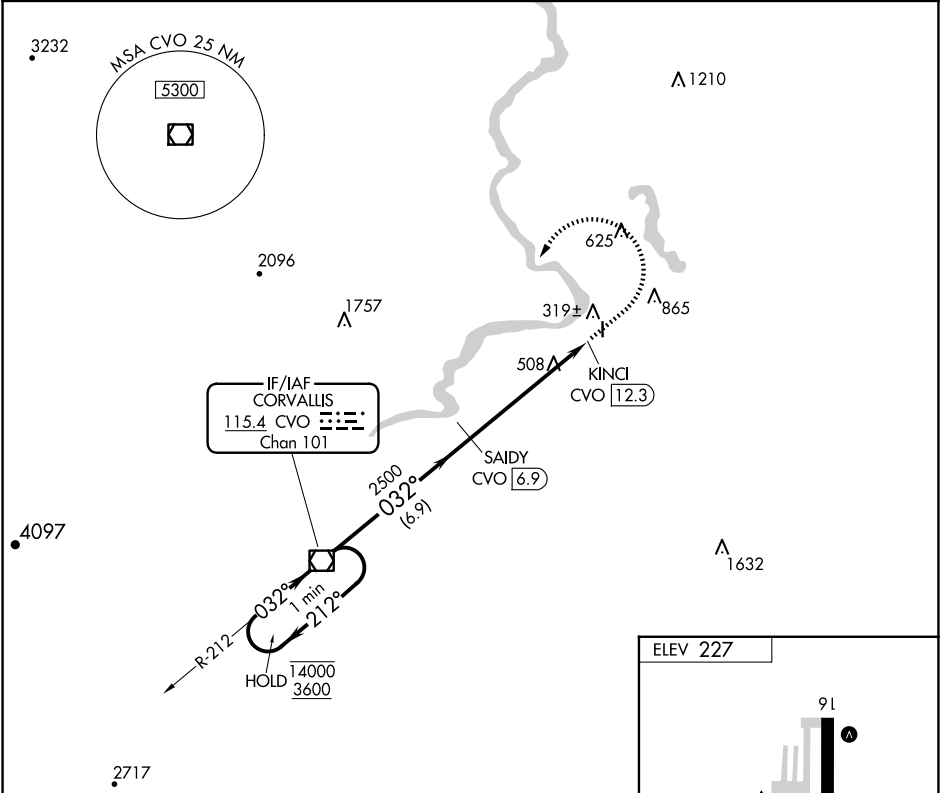 3232
MSA CVO 25 NM
5300
1210
625
2096
865
1757
319±
508
KINCI
CVO 12.3
IF/IAF
CORVALLIS
115.4 CVO
Chan 101
SAIDY
CVO 6.9
2500
032°
(6.9)
4097
1632
032°
1 min
212°
R-212
HOLD 14000
3600
ELEV 227
16
2717